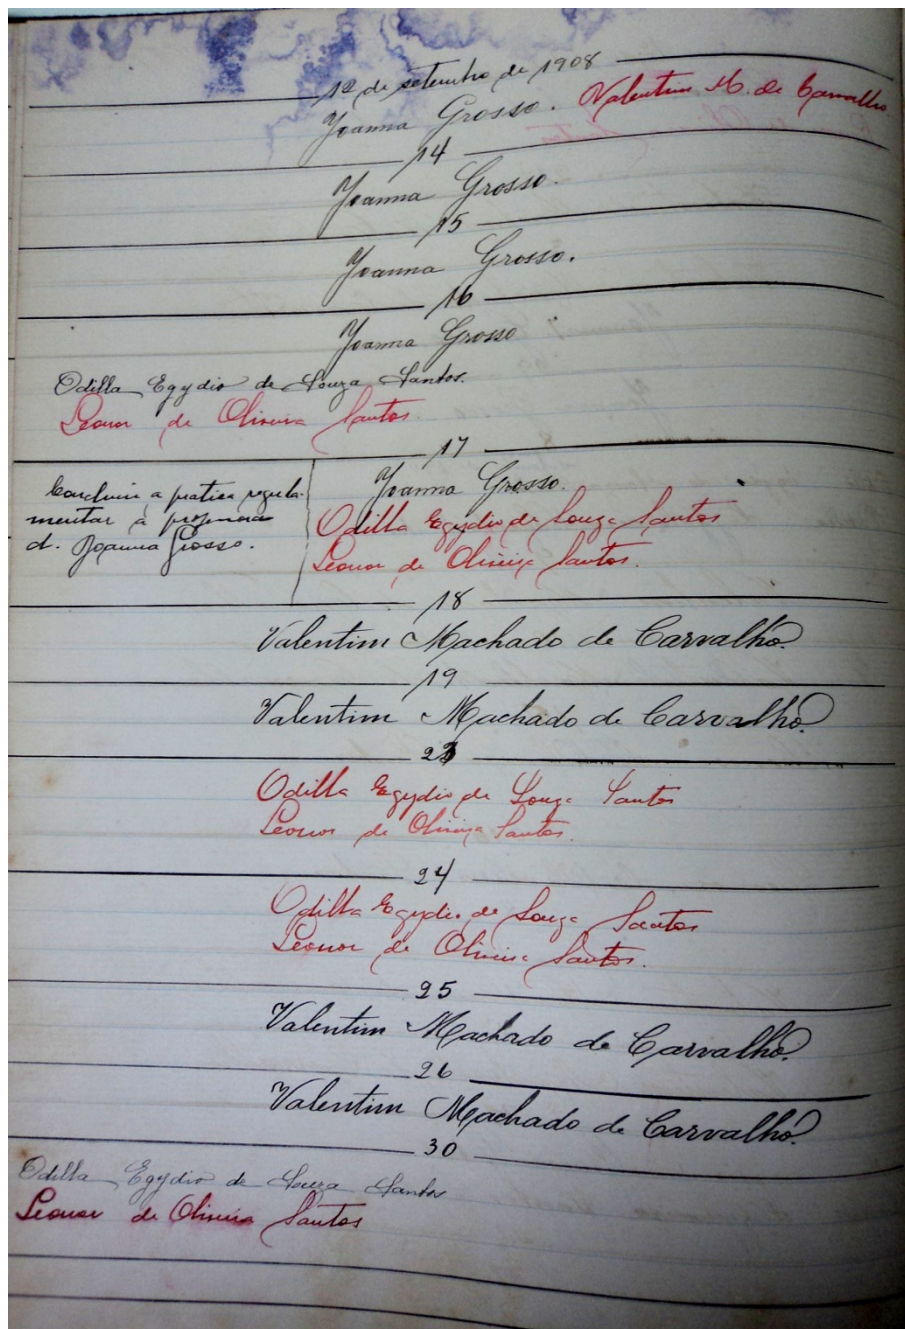 12 de setembro de 1908
Joanna Grosso. Valentim M. de Carvalho
14
Joanna Grosso.
15
Joanna Grosso.
16
Joanna Grosso
Odilla Egydio de Souza Santos.
Leonor de Oliveira Santos.
17
Concluiu a pratica regula-
mentar a professora
d. Joanna Grosso.
Joanna Grosso.
Odilla Egydio de Souza Santos
Leonor de Oliveira Santos.
18
Valentim Machado de Carvalho.
19
Valentim Machado de Carvalho.
23
Odilla Egydio de Souza Santos
Leonor de Oliveira Santos.
24
Odilla Egydio de Souza Santos
Leonor de Oliveira Santos.
25
Valentim Machado de Carvalho.
26
Valentim Machado de Carvalho.
30
Odilla Egydio de Souza Santos
Leonor de Oliveira Santos